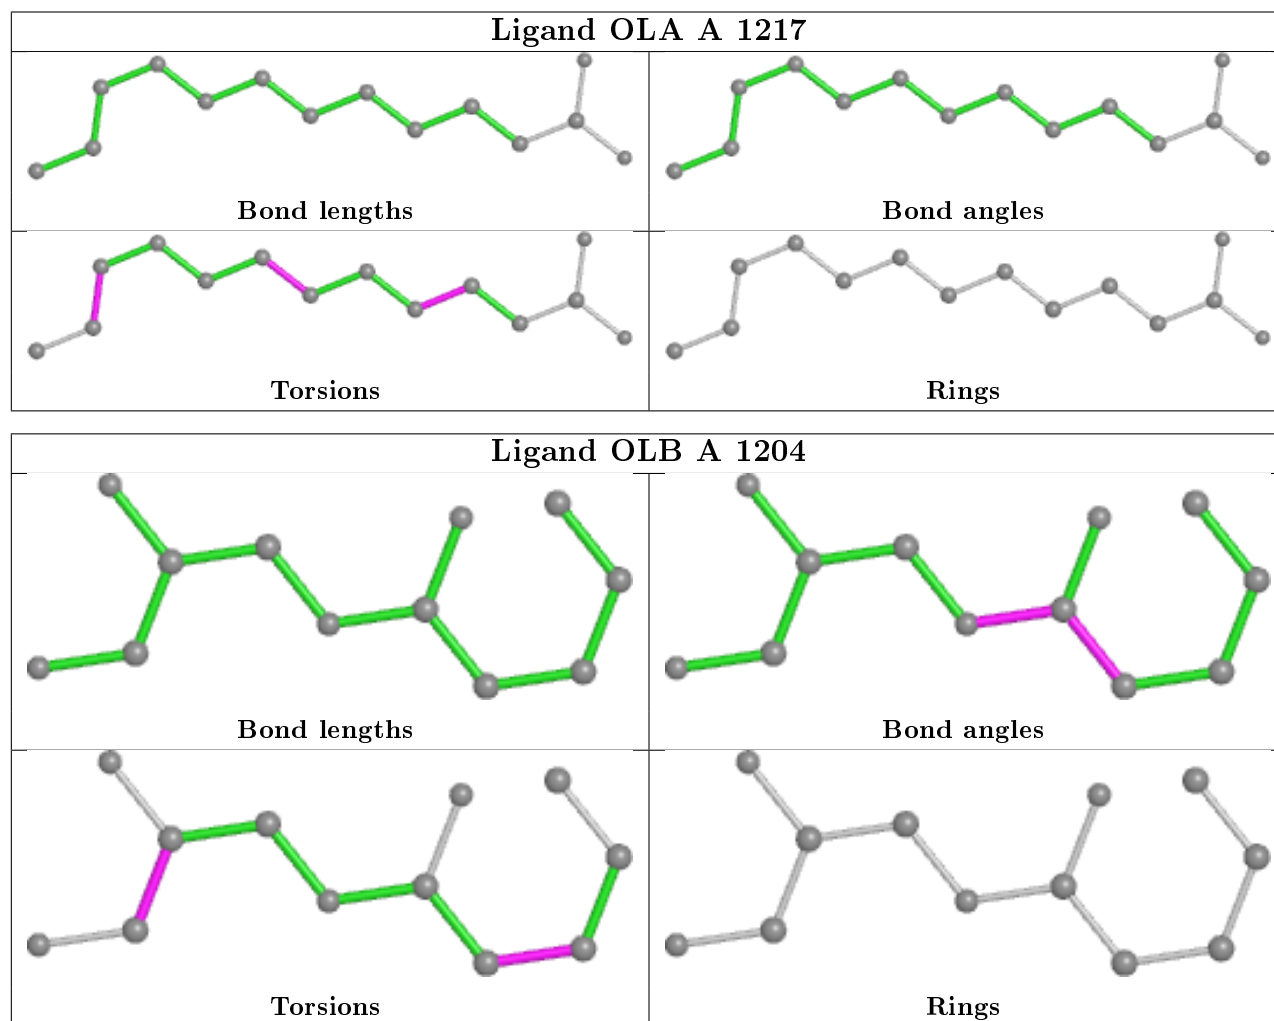 Ligand OLA A 1217
Bond lengths
Bond angles
Torsions
Rings
Ligand OLB A 1204
Bond lengths
Bond angles
Torsions
Rings